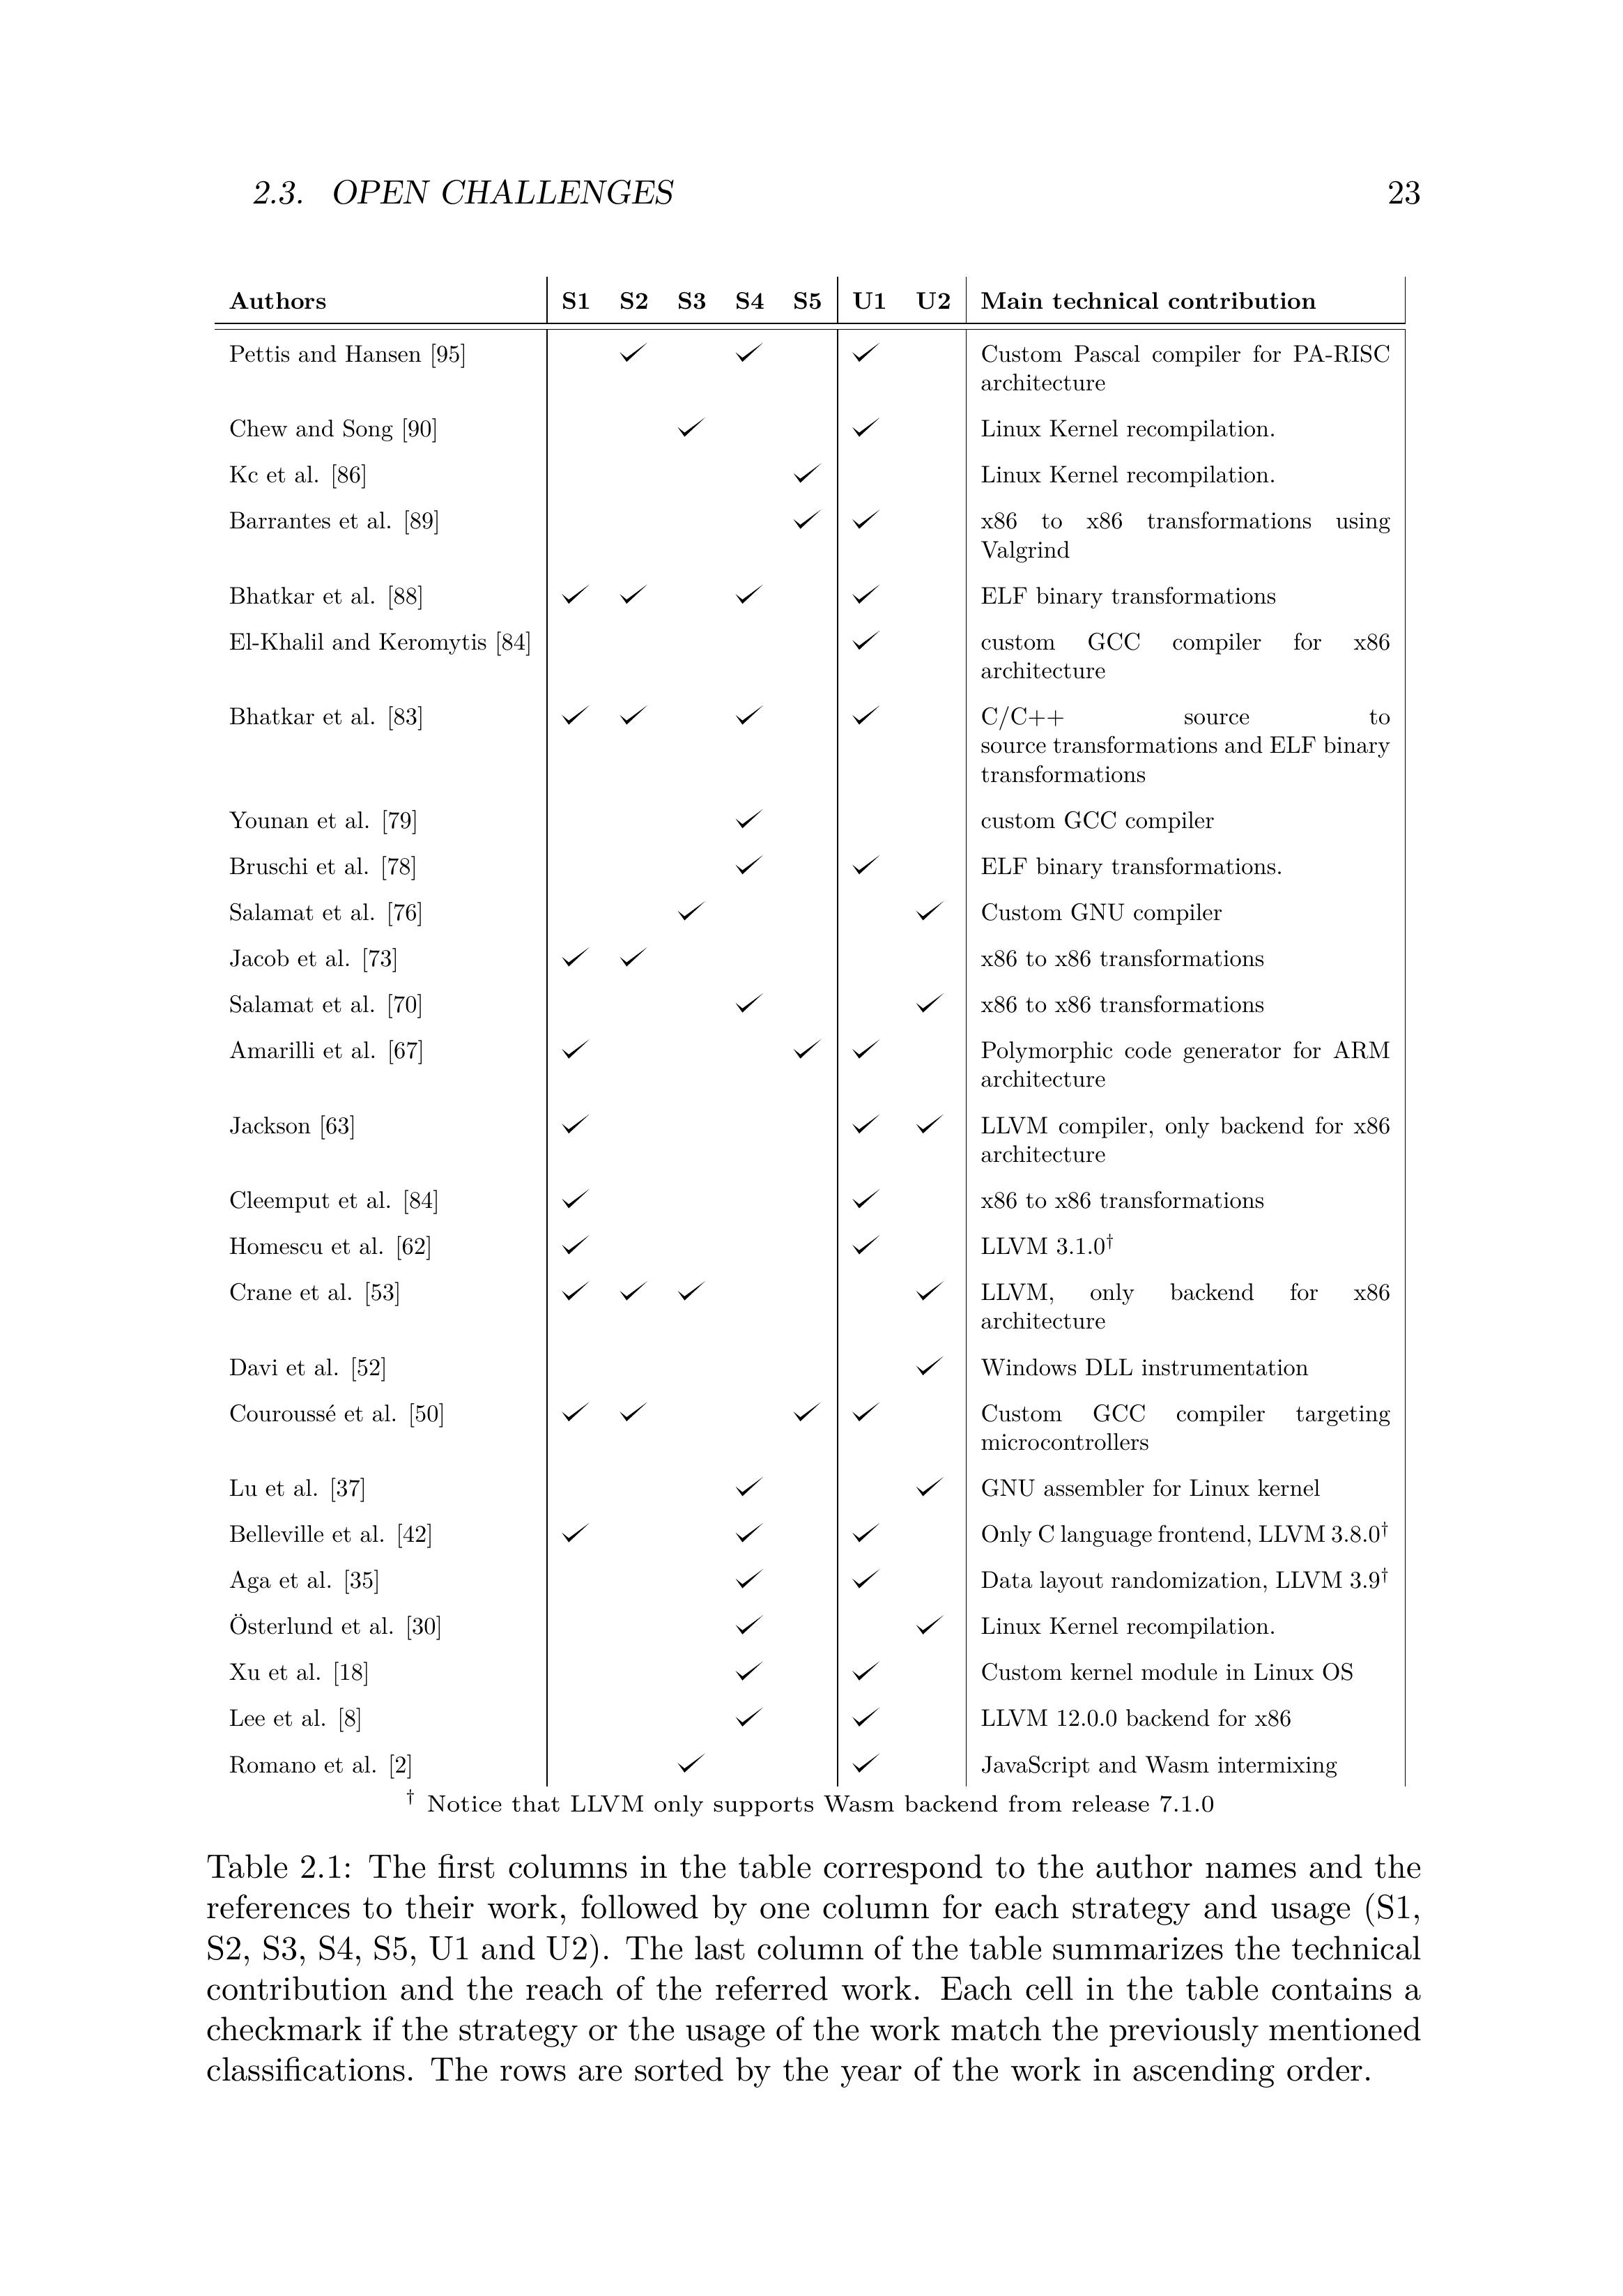 2.3. OPEN CHALLENGES 23
Authors S1 S2 S3 S4 S5 U1 U2 Main technical contribution
Pettis and Hansen [95] ✓ ✓ ✓ Custom Pascal compiler for PA-RISC
architecture
Chew and Song [90] ✓ ✓ Linux Kernel recompilation.
Kc et al. [86] ✓ Linux Kernel recompilation.
Barrantes et al. [89] ✓ ✓ x86 to x86 transformations using
Valgrind
Bhatkar et al. [88] ✓ ✓ ✓ ✓ ELF binary transformations
El-Khalil and Keromytis [84] ✓ custom GCC compiler for x86
architecture
Bhatkar et al. [83] ✓ ✓ ✓ ✓ C/C++ source to
source transformations and ELF binary
transformations
Younan et al. [79] ✓ custom GCC compiler
Bruschi et al. [78] ✓ ✓ ELF binary transformations.
Salamat et al. [76] ✓ ✓ Custom GNU compiler
Jacob et al. [73] ✓ ✓ x86 to x86 transformations
Salamat et al. [70] ✓ ✓ x86 to x86 transformations
Amarilli et al. [67] ✓ ✓ ✓ Polymorphic code generator for ARM
architecture
Jackson [63] ✓ ✓ ✓ LLVM compiler, only backend for x86
architecture
Cleemput et al. [84] ✓ ✓ x86 to x86 transformations
Homescu et al. [62] ✓ ✓ LLVM 3.1.0†
Crane et al. [53] ✓ ✓ ✓ ✓ LLVM, only backend for x86
architecture
Davi et al. [52] ✓ Windows DLL instrumentation
Couroussé et al. [50] ✓ ✓ ✓ ✓ Custom GCC compiler targeting
microcontrollers
Lu et al. [37] ✓ ✓ GNU assembler for Linux kernel
Belleville et al. [42] ✓ ✓ ✓ Only C language frontend, LLVM 3.8.0†
Aga et al. [35] ✓ ✓ Data layout randomization, LLVM 3.9†
Österlund et al. [30] ✓ ✓ Linux Kernel recompilation.
Xu et al. [18] ✓ ✓ Custom kernel module in Linux OS
Lee et al. [8] ✓ ✓ LLVM 12.0.0 backend for x86
Romano et al. [2] ✓ ✓ JavaScript and Wasm intermixing
† Notice that LLVM only supports Wasm backend from release 7.1.0
Table 2.1: The first columns in the table correspond to the author names and the
references to their work, followed by one column for each strategy and usage (S1,
S2, S3, S4, S5, U1 and U2). The last column of the table summarizes the technical
contribution and the reach of the referred work. Each cell in the table contains a
checkmark if the strategy or the usage of the work match the previously mentioned
classifications. The rows are sorted by the year of the work in ascending order.